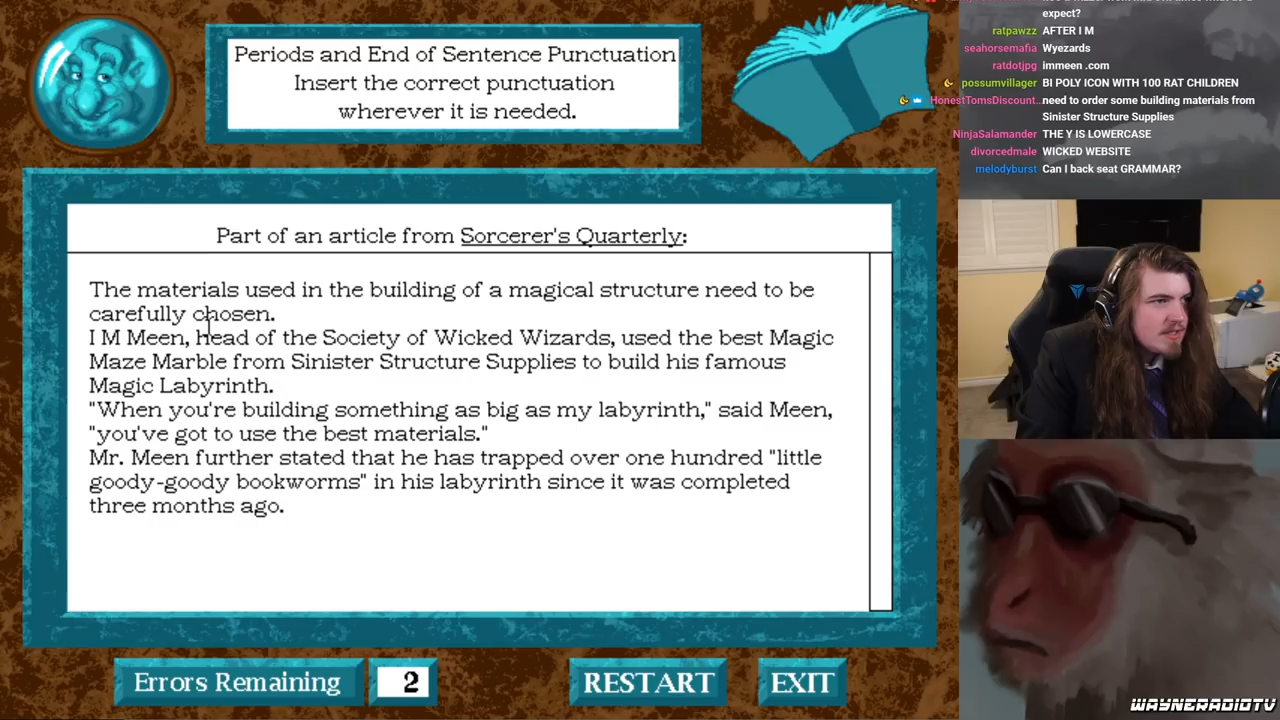 Periods and End of Sentence Punctuation
Insert the correct punctuation
wherever it is needed.
Part of an article from Sorcerer's Quarterly:
The materials used in the building of a magical structure need to be
carefully chosen.
I M Meen, head of the Society of Wicked Wizards, used the best Magic
Maze Marble from Sinister Structure Supplies to build his famous
Magic Labyrinth.
"When you're building something as big as my labyrinth," said Meen,
"you've got to use the best materials."
Mr. Meen further stated that he has trapped over one hundred "little
goody-goody bookworms" in his labyrinth since it was completed
three months ago.
Errors Remaining 2 RESTART EXIT
expect?
ratpawzz AFTER I M
seahorsemafia Wyezards
ratdotjpg immeen .com
possumvillager BI POLY ICON WITH 100 RAT CHILDREN
HonestTomsDiscount.. need to order some building materials from
Sinister Structure Supplies
NinjaSalamander THE Y IS LOWERCASE
divorcedmale WICKED WEBSITE
melodyburst Can I back seat GRAMMAR?
WAYNERADIOTV